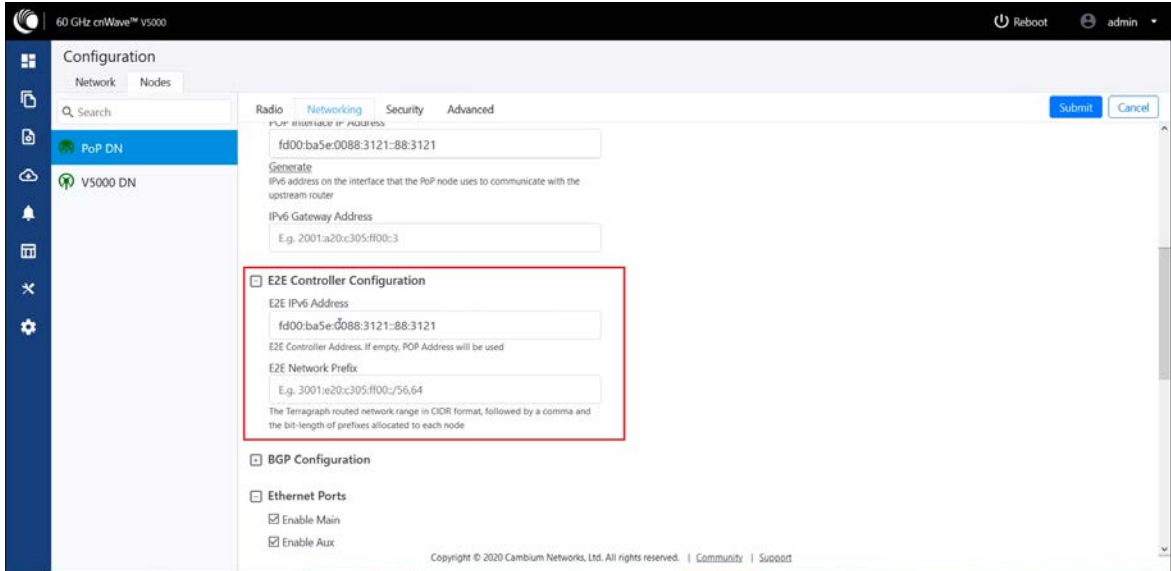 60 GHz cnWave™ V5000
Reboot
admin
Configuration
Network Nodes
Search
PoP DN
V5000 DN
Radio Networking Security Advanced
Submit Cancel
POP Interface IP Address
fd00:ba5e:0088:3121::88:3121
Generate
IPv6 address on the interface that the PoP node uses to communicate with the
upstream router
IPv6 Gateway Address
E.g. 2001:a20:c305:ff00::3
E2E Controller Configuration
E2E IPv6 Address
fd00:ba5e:0088:3121::88:3121
E2E Controller Address. If empty, POP Address will be used
E2E Network Prefix
E.g. 3001:e20:c305:ff00::/56,64
The Terragraph routed network range in CIDR format, followed by a comma and
the bit-length of prefixes allocated to each node
BGP Configuration
Ethernet Ports
Enable Main
Enable Aux
Copyright © 2020 Cambium Networks, Ltd. All rights reserved. | Community | Support